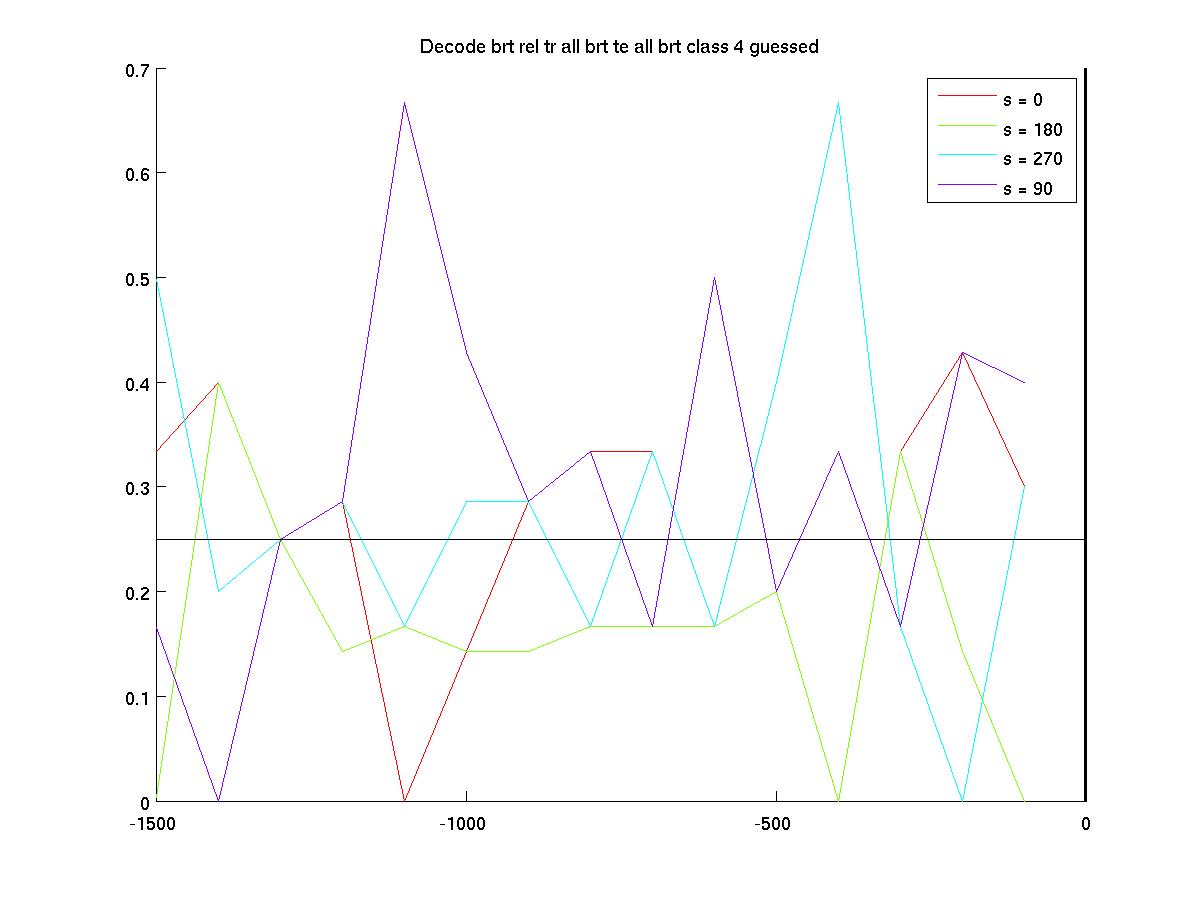 Decode brt rel tr all brt te all brt class 4 guessed
0.7
0.6
0.5
0.4
0.3
0.2
0.1
0
s = 0
s = 180
s = 270
s = 90
-1500 -1000 -500 0